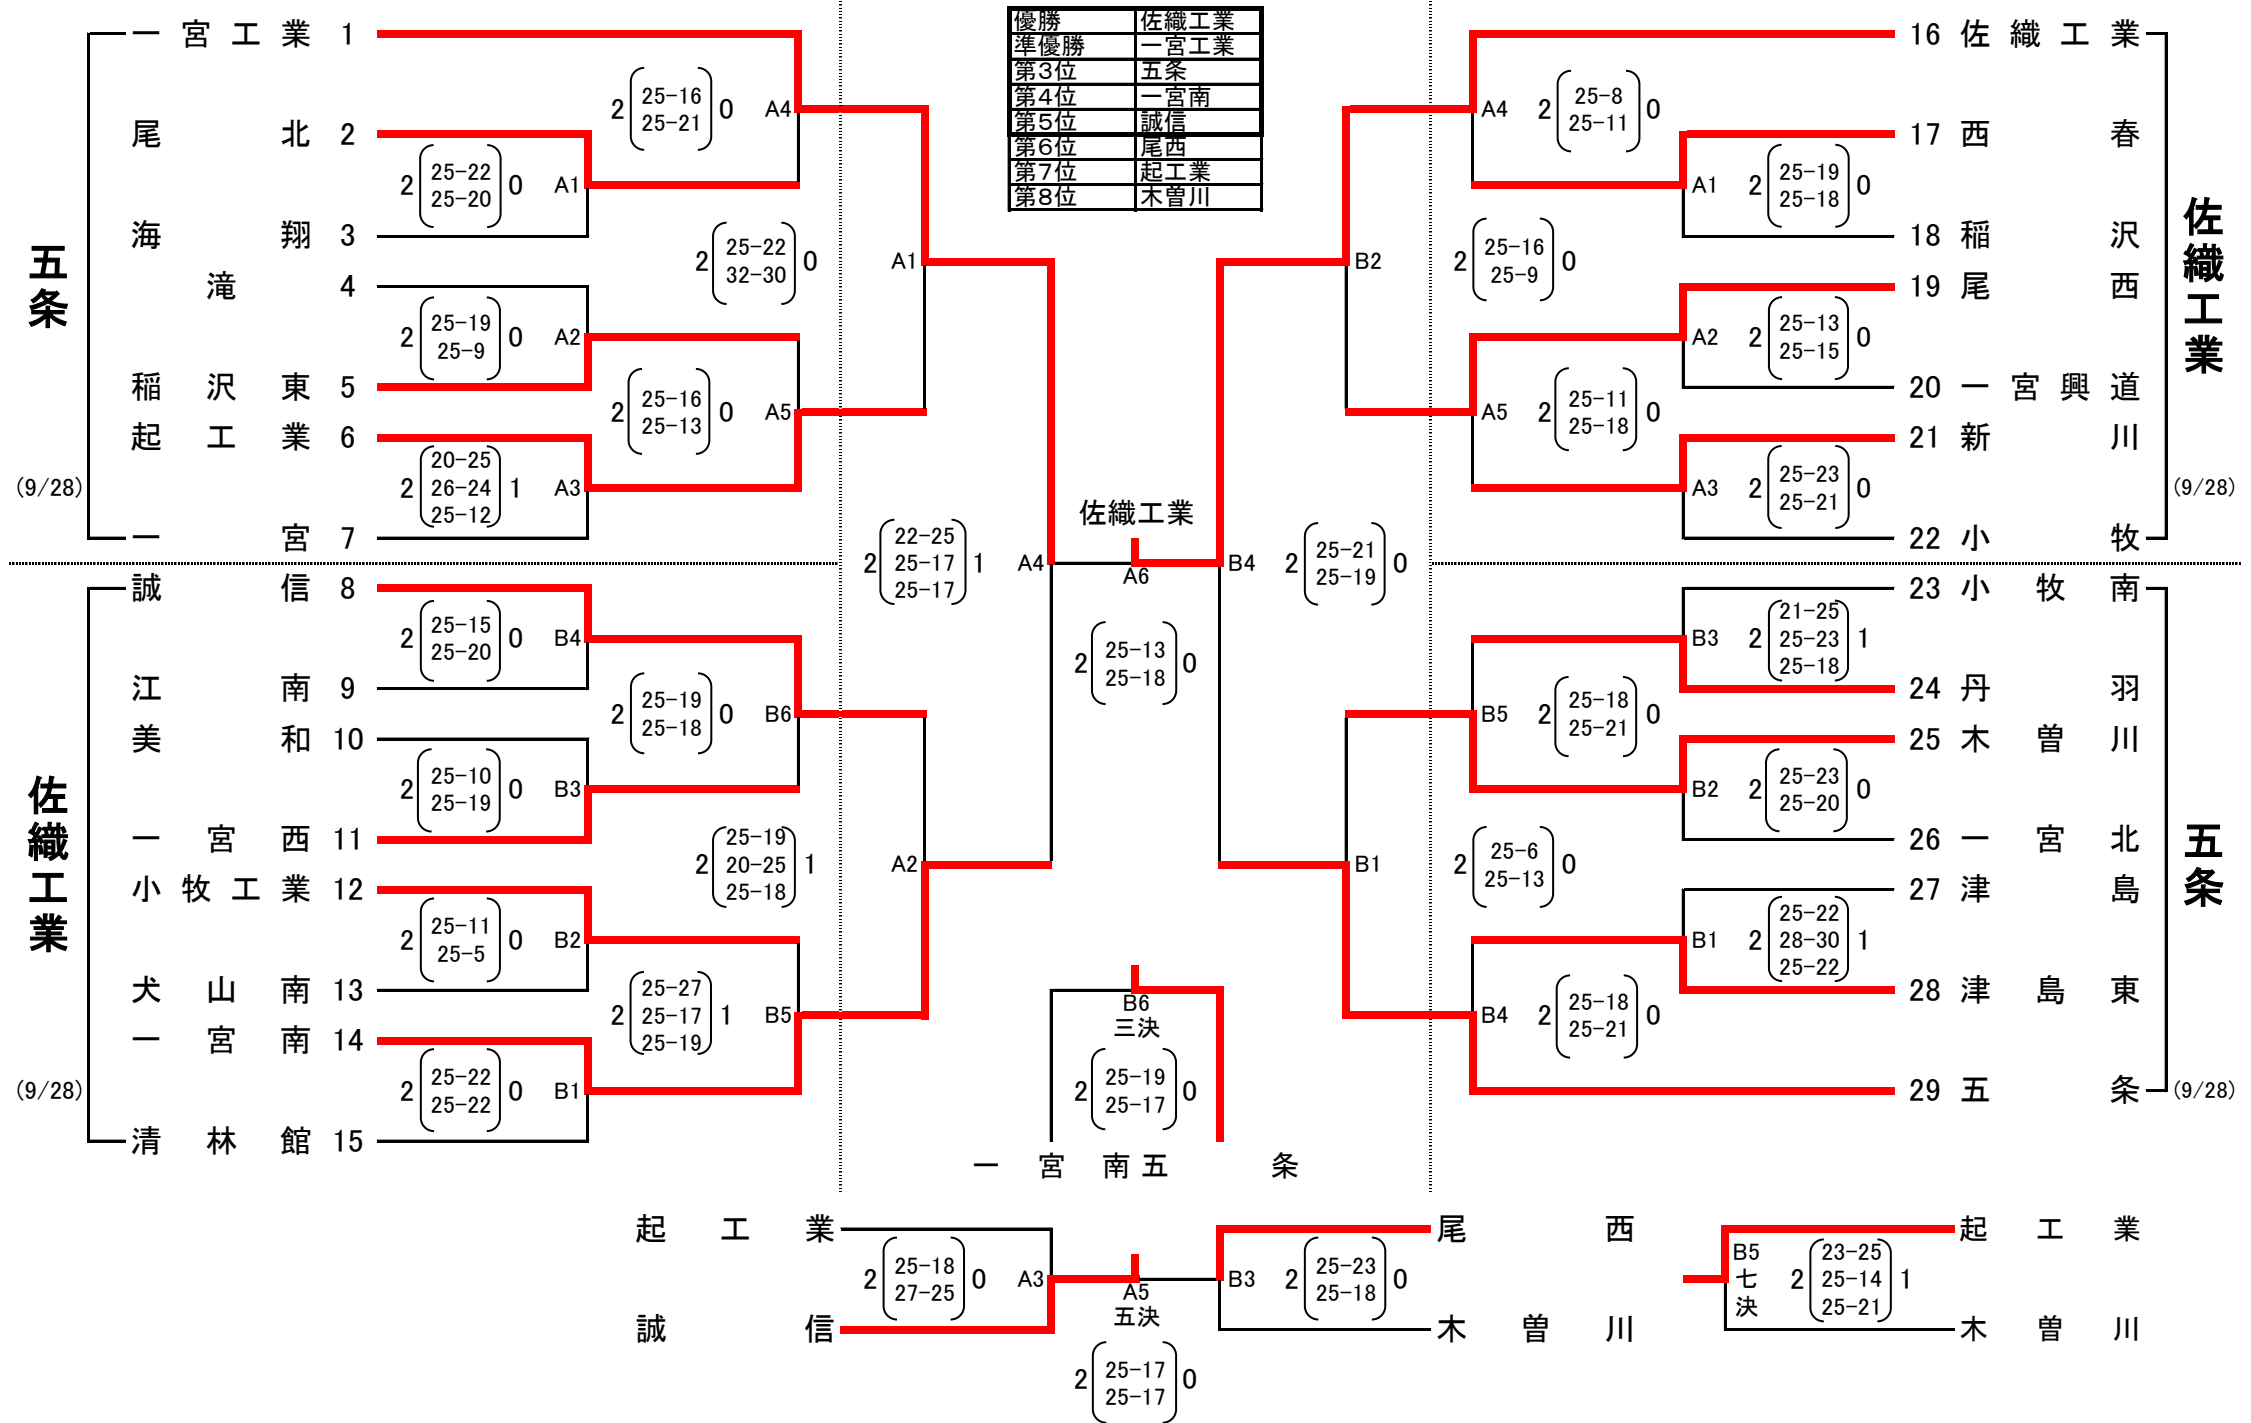 優勝 佐織工業
準優勝 一宮工業
第3位 五条
第4位 一宮南
第5位 誠信
第6位 尾西
第7位 起工業
第8位 木曽川
五条
(9/28)
一宮工業 1
尾北 2
海翔 3
滝 4
稲沢東 5
起工業 6
一宮 7
2 25-22 25-20 0 A1
2 25-19 25-9 0 A2
2 20-25 26-24 25-12 1 A3
2 25-16 25-21 0 A4
2 25-16 25-13 0 A5
2 25-22 32-30 0 A1
佐織工業
(9/28)
誠信 8
江南 9
美和 10
一宮西 11
小牧工業 12
犬山南 13
一宮南 14
清林館 15
2 25-15 25-20 0 B4
2 25-10 25-19 0 B3
2 25-11 25-5 0 B2
2 25-22 25-22 0 B1
2 25-19 25-18 0 B6
2 25-27 25-17 25-19 1 B5
2 25-19 20-25 25-18 1 A2
2 22-25 25-17 25-17 1 A4
佐織工業
A6
2 25-13 25-18 0
B4 2 25-21 25-19 0
16 佐織工業
17 西春
18 稲沢
19 尾西
20 一宮興道
21 新川
22 小牧
佐織工業
(9/28)
A4 2 25-8 25-11 0
A1 2 25-19 25-18 0
B2 2 25-16 25-9 0
A2 2 25-13 25-15 0
A5 2 25-11 25-18 0
A3 2 25-23 25-21 0
23 小牧南
24 丹羽
25 木曽川
26 一宮北
27 津島
28 津島東
29 五条
五条
(9/28)
B3 2 21-25 25-23 25-18 1
B5 2 25-18 25-21 0
B2 2 25-23 25-20 0
B1 2 25-6 25-13 0
B1 2 25-22 28-30 25-22 1
B4 2 25-18 25-21 0
B6
三決
2 25-19 25-17 0
一宮南 五条
起工業
誠信
2 25-18 27-25 0 A3
A5
五決
2 25-17 25-17 0
B3 2 25-23 25-18 0
尾西
木曽川
B5
七決
2 23-25 25-14 25-21 1
起工業
木曽川